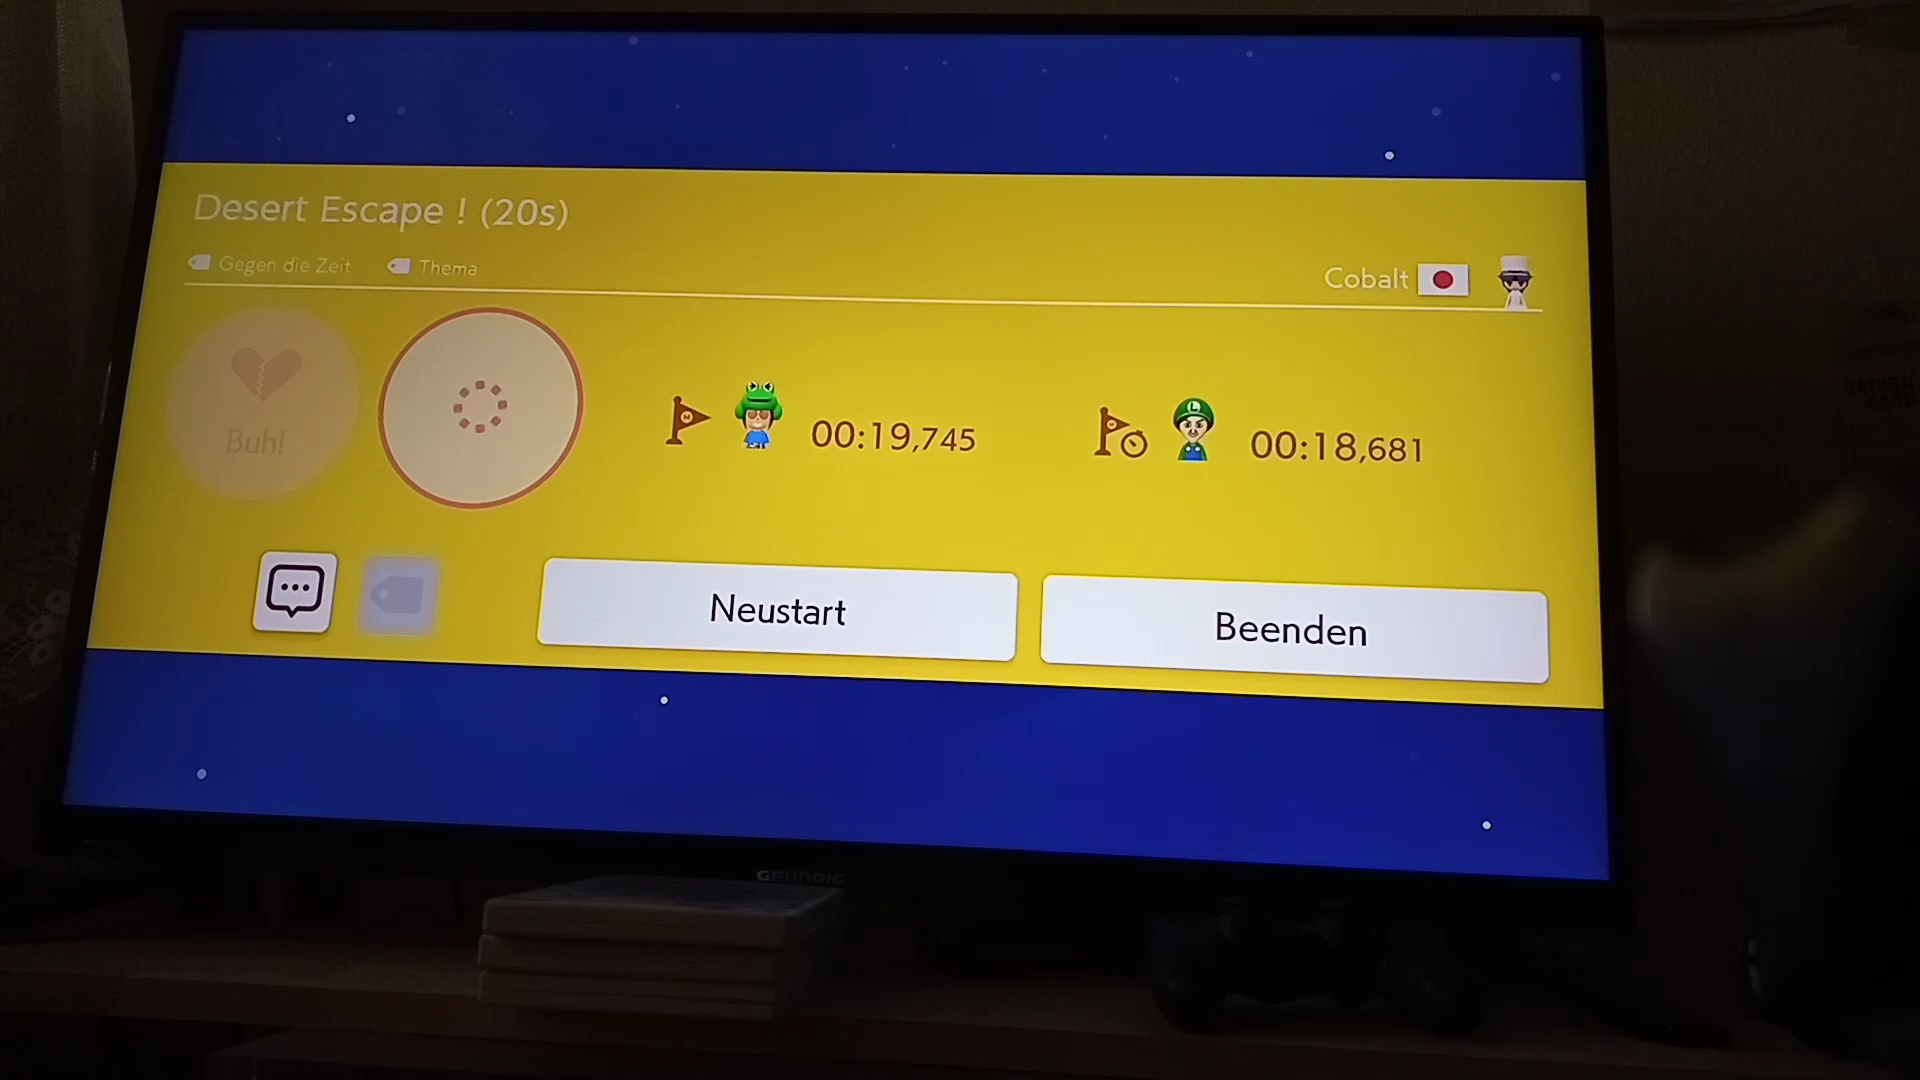 Desert Escape ! (20s)
Gegen die Zeit Thema
Cobalt
Buh!
00:19,745
00:18,681
Neustart
Beenden
GRUNDIG